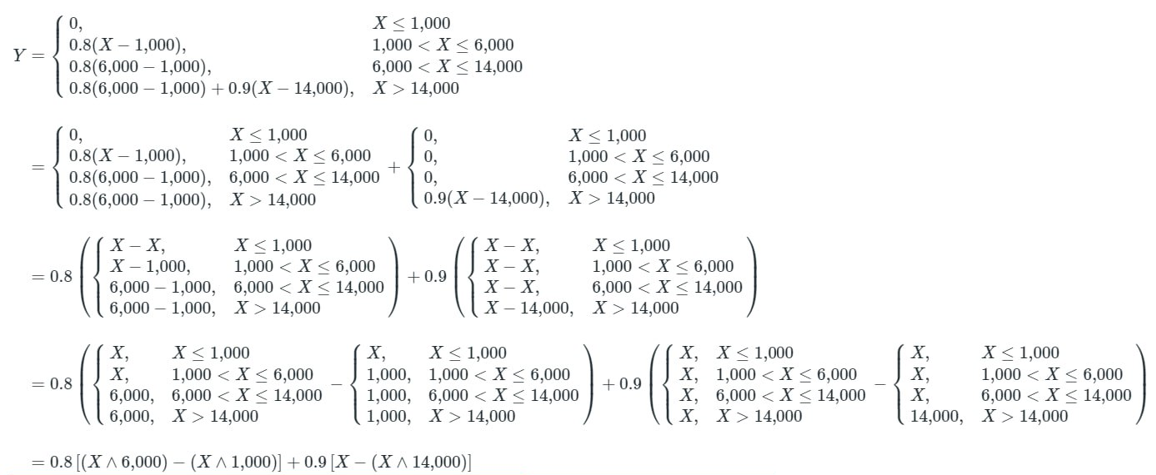 Y = { 0, X ≤ 1,000
0.8(X − 1,000), 1,000 < X ≤ 6,000
0.8(6,000 − 1,000), 6,000 < X ≤ 14,000
0.8(6,000 − 1,000) + 0.9(X − 14,000), X > 14,000
= { 0, X ≤ 1,000 + { 0, X ≤ 1,000
0.8(X − 1,000), 1,000 < X ≤ 6,000 0, 1,000 < X ≤ 6,000
0.8(6,000 − 1,000), 6,000 < X ≤ 14,000 0, 6,000 < X ≤ 14,000
0.8(6,000 − 1,000), X > 14,000 0.9(X − 14,000), X > 14,000
= 0.8 ( { X − X, X ≤ 1,000 ) + 0.9 ( { X − X, X ≤ 1,000 )
X − 1,000, 1,000 < X ≤ 6,000 X − X, 1,000 < X ≤ 6,000
6,000 − 1,000, 6,000 < X ≤ 14,000 X − X, 6,000 < X ≤ 14,000
6,000 − 1,000, X > 14,000 X − 14,000, X > 14,000
= 0.8 ( { X, X ≤ 1,000 − { X, X ≤ 1,000 ) + 0.9 ( { X, X ≤ 1,000 − { X, X ≤ 1,000 )
X, 1,000 < X ≤ 6,000 1,000, 1,000 < X ≤ 6,000 X, 1,000 < X ≤ 6,000 X, 1,000 < X ≤ 6,000
6,000, 6,000 < X ≤ 14,000 1,000, 6,000 < X ≤ 14,000 X, 6,000 < X ≤ 14,000 X, 6,000 < X ≤ 14,000
6,000, X > 14,000 1,000, X > 14,000 X, X > 14,000 14,000, X > 14,000
= 0.8 [(X ∧ 6,000) − (X ∧ 1,000)] + 0.9 [X − (X ∧ 14,000)]